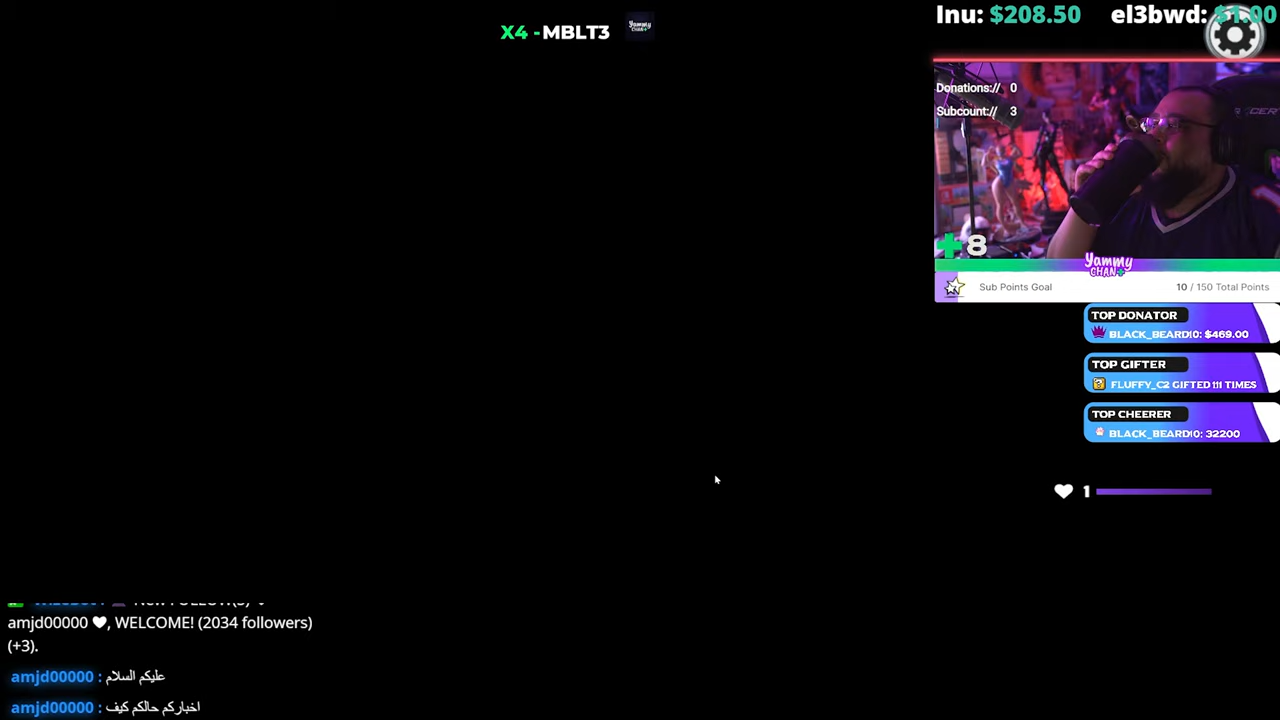 Inu: $208.50 el3bwd: $1.00
X4 - MBLT3
Donations:// 0
Subcount:// 3
+8
Yammy
CHAN+
Sub Points Goal 10 / 150 Total Points
TOP DONATOR
BLACK_BEARD10: $469.00
TOP GIFTER
FLUFFY_C2 GIFTED 111 TIMES
TOP CHEERER
BLACK_BEARD10: 32200
1
amjd00000 🤍, WELCOME! (2034 followers)
(+3).
amjd00000 : عليكم السلام
amjd00000 : اخباركم حالكم كيف